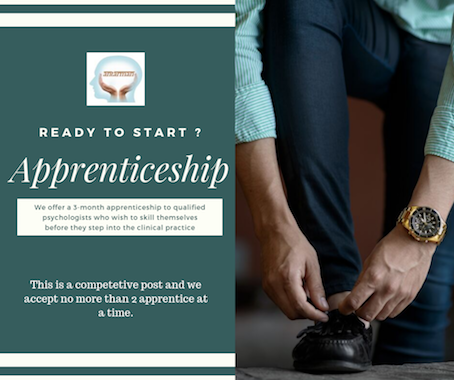 READY TO START ?
Apprenticeship
We offer a 3-month apprenticeship to qualified
psychologists who wish to skill themselves
before they step into the clinical practice
This is a competetive post and we
accept no more than 2 apprentice at
a time.